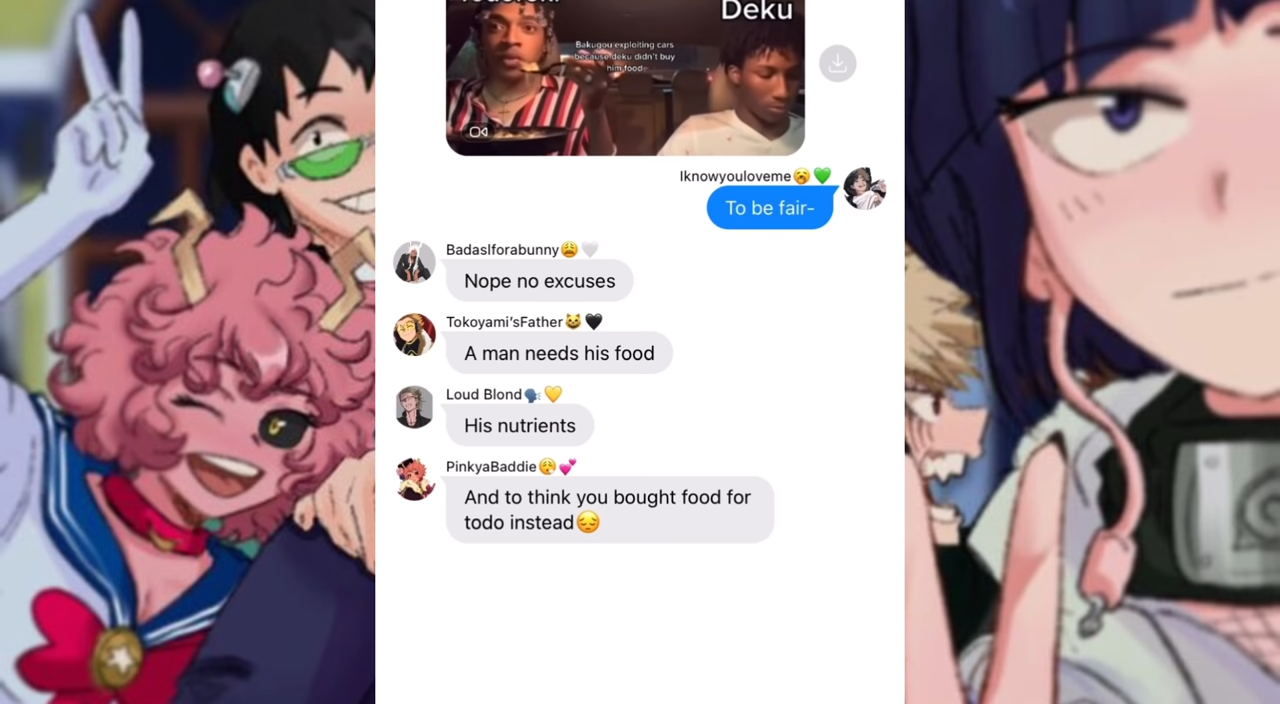 Deku
Bakugou exploiting cars
because deku didn't buy
him food-
Iknowyouloveme🥱💚
To be fair-
Badaslforabunny😩🤍
Nope no excuses
Tokoyami'sFather😼🖤
A man needs his food
Loud Blond🗣️💛
His nutrients
PinkyaBaddie😮‍💨💕
And to think you bought food for
todo instead😔